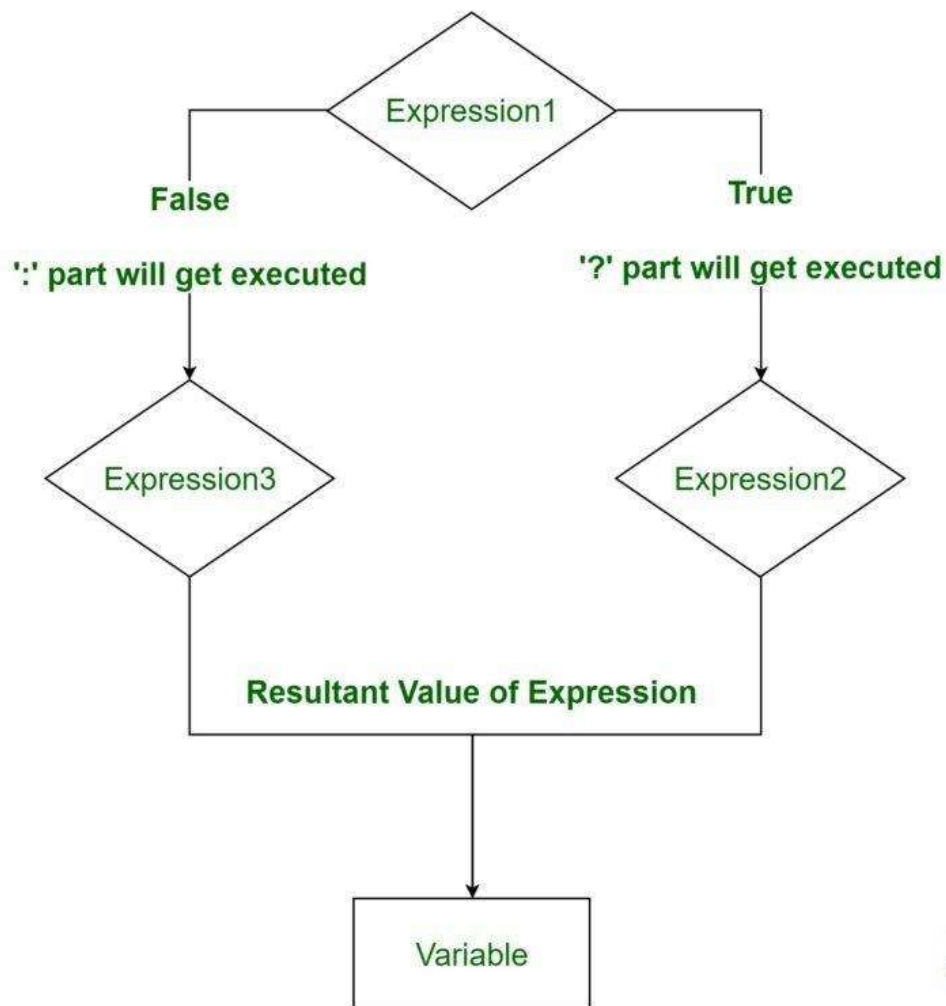 Expression1
False
True
':' part will get executed
'?' part will get executed
Expression3
Expression2
Resultant Value of Expression
Variable